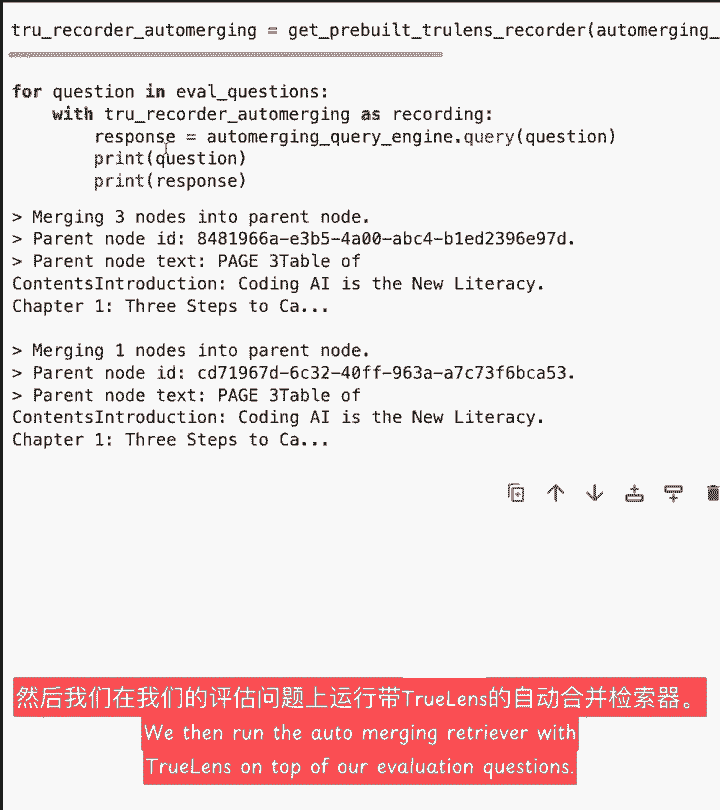 tru_recorder_automerging = get_prebuilt_trulens_recorder(automerging_
for question in eval_questions:
    with tru_recorder_automerging as recording:
        response = automerging_query_engine.query(question)
        print(question)
        print(response)
> Merging 3 nodes into parent node.
> Parent node id: 8481966a-e3b5-4a00-abc4-b1ed2396e97d.
> Parent node text: PAGE 3Table of
ContentsIntroduction: Coding AI is the New Literacy.
Chapter 1: Three Steps to Ca...
> Merging 1 nodes into parent node.
> Parent node id: cd71967d-6c32-40ff-963a-a7c73f6bca53.
> Parent node text: PAGE 3Table of
ContentsIntroduction: Coding AI is the New Literacy.
Chapter 1: Three Steps to Ca...
然后我们在我们的评估问题上运行带TrueLens的自动合并检索器。
We then run the auto merging retriever with
TrueLens on top of our evaluation questions.